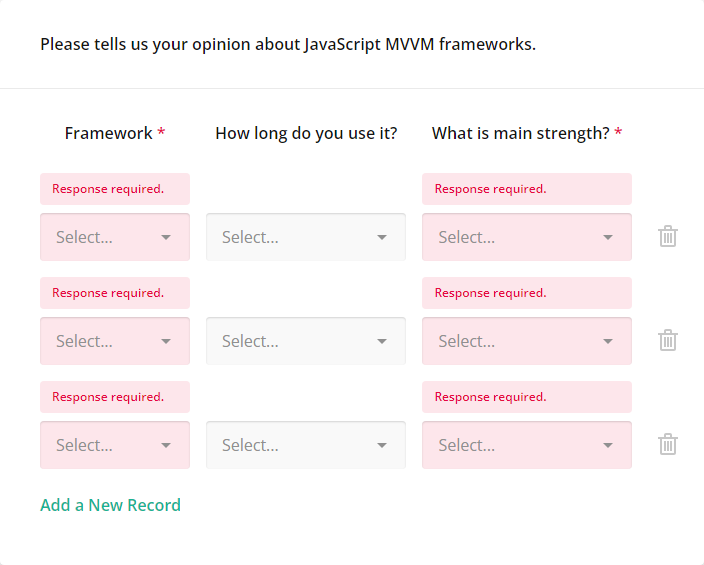 Please tells us your opinion about JavaScript MVVM frameworks.
Framework * How long do you use it? What is main strength? *
Response required. Response required.
Select... Select... Select...
Response required. Response required.
Select... Select... Select...
Response required. Response required.
Select... Select... Select...
Add a New Record